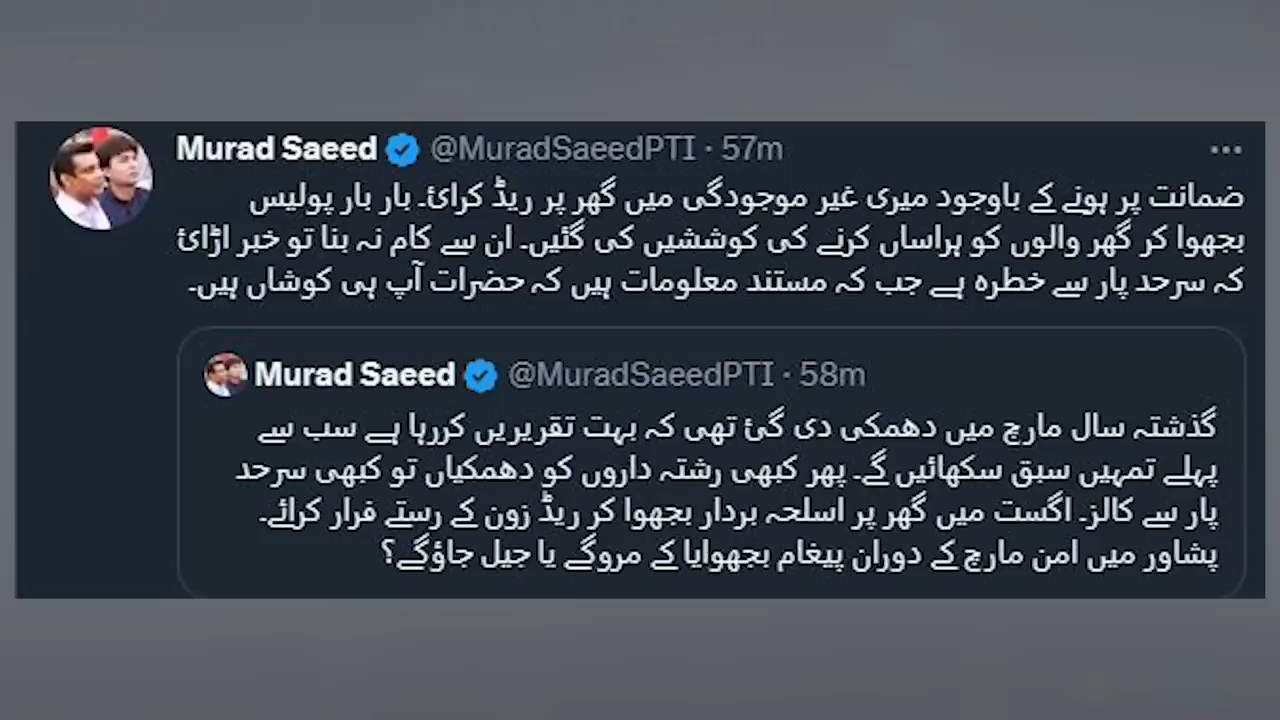 Murad Saeed @MuradSaeedPTI · 57m
ضمانت پر ہونے کے باوجود میری غیر موجودگی میں گھر پر ریڈ کرائ۔ بار بار پولیس
بجھوا کر گھر والوں کو ہراساں کرنے کی کوششیں کی گئیں۔ ان سے کام نہ بنا تو خبر اڑائ
کہ سرحد پار سے خطرہ ہے جب کہ مستند معلومات ہیں کہ حضرات آپ ہی کوشاں ہیں۔
Murad Saeed @MuradSaeedPTI · 58m
گذشتہ سال مارچ میں دھمکی دی گئ تھی کہ بہت تقریریں کررہا ہے سب سے
پہلے تمہیں سبق سکھائیں گے۔ پھر کبھی رشتہ داروں کو دھمکیاں تو کبھی سرحد
پار سے کالز۔ اگست میں گھر پر اسلحہ بردار بجھوا کر ریڈ زون کے رستے فرار کرائے۔
پشاور میں امن مارچ کے دوران پیغام بجھوایا کے مروگے یا جیل جاؤگے؟